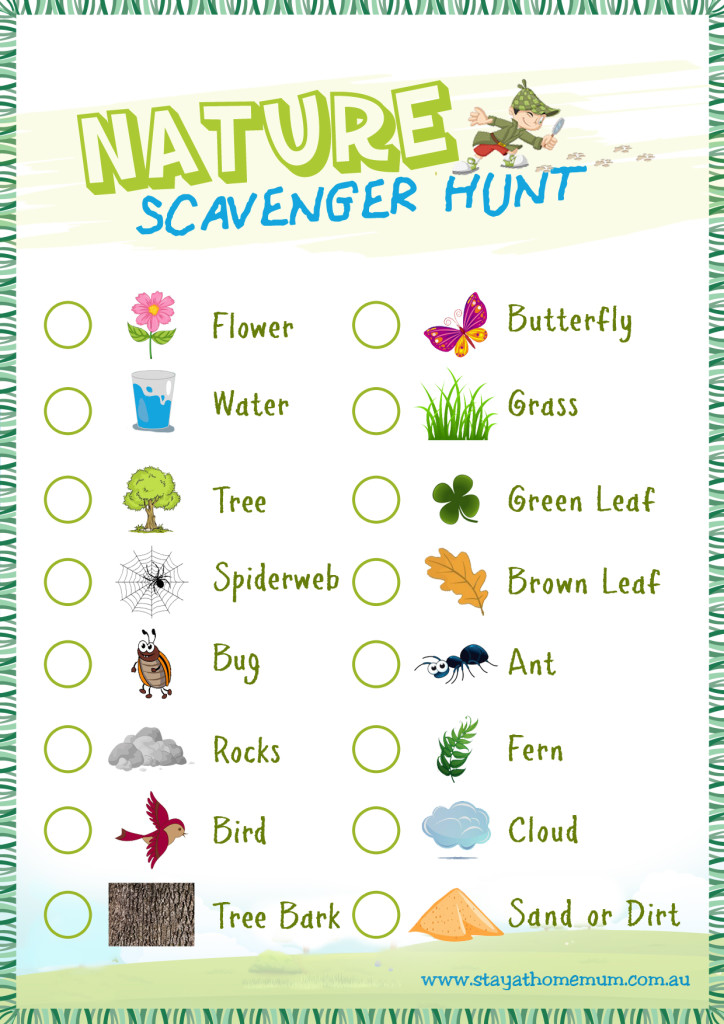 NATURE
SCAVENGER HUNT
Flower
Butterfly
Water
Grass
Tree
Green Leaf
Spiderweb
Brown Leaf
Bug
Ant
Rocks
Fern
Bird
Cloud
Tree Bark
Sand or Dirt
www.stayathomemum.com.au